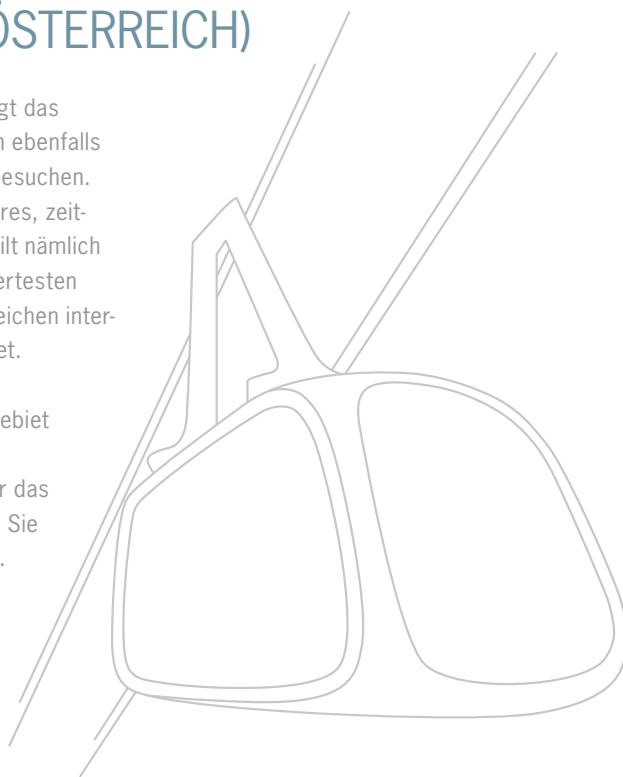 ÖSTERREICH)
gt das
n ebenfalls
esuchen.
res, zeit-
ilt nämlich
ertesten
eichen inter-
et.
ebiet
r das
Sie
.